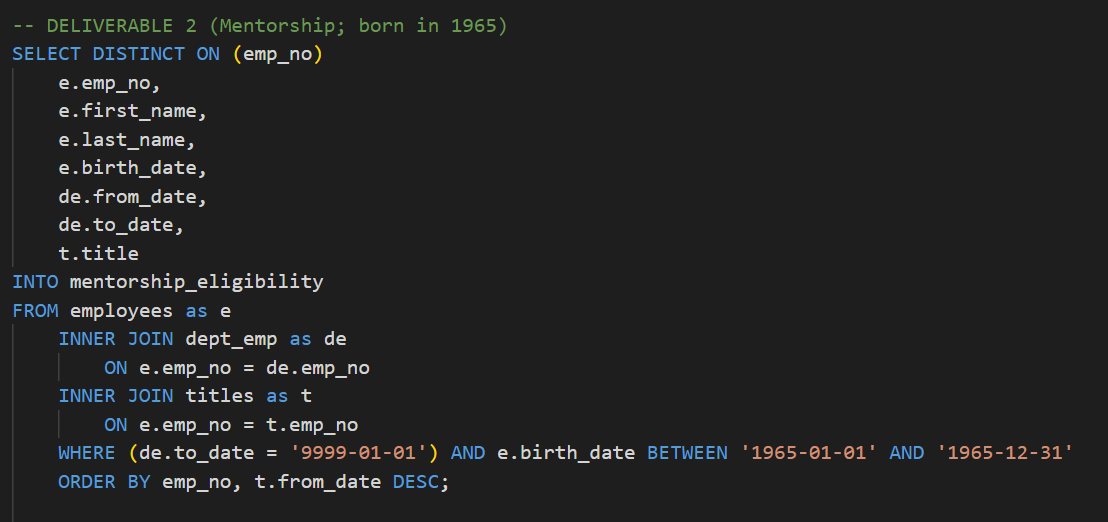 -- DELIVERABLE 2 (Mentorship; born in 1965)
SELECT DISTINCT ON (emp_no)
    e.emp_no,
    e.first_name,
    e.last_name,
    e.birth_date,
    de.from_date,
    de.to_date,
    t.title
INTO mentorship_eligibility
FROM employees as e
    INNER JOIN dept_emp as de
        ON e.emp_no = de.emp_no
    INNER JOIN titles as t
        ON e.emp_no = t.emp_no
    WHERE (de.to_date = '9999-01-01') AND e.birth_date BETWEEN '1965-01-01' AND '1965-12-31'
    ORDER BY emp_no, t.from_date DESC;